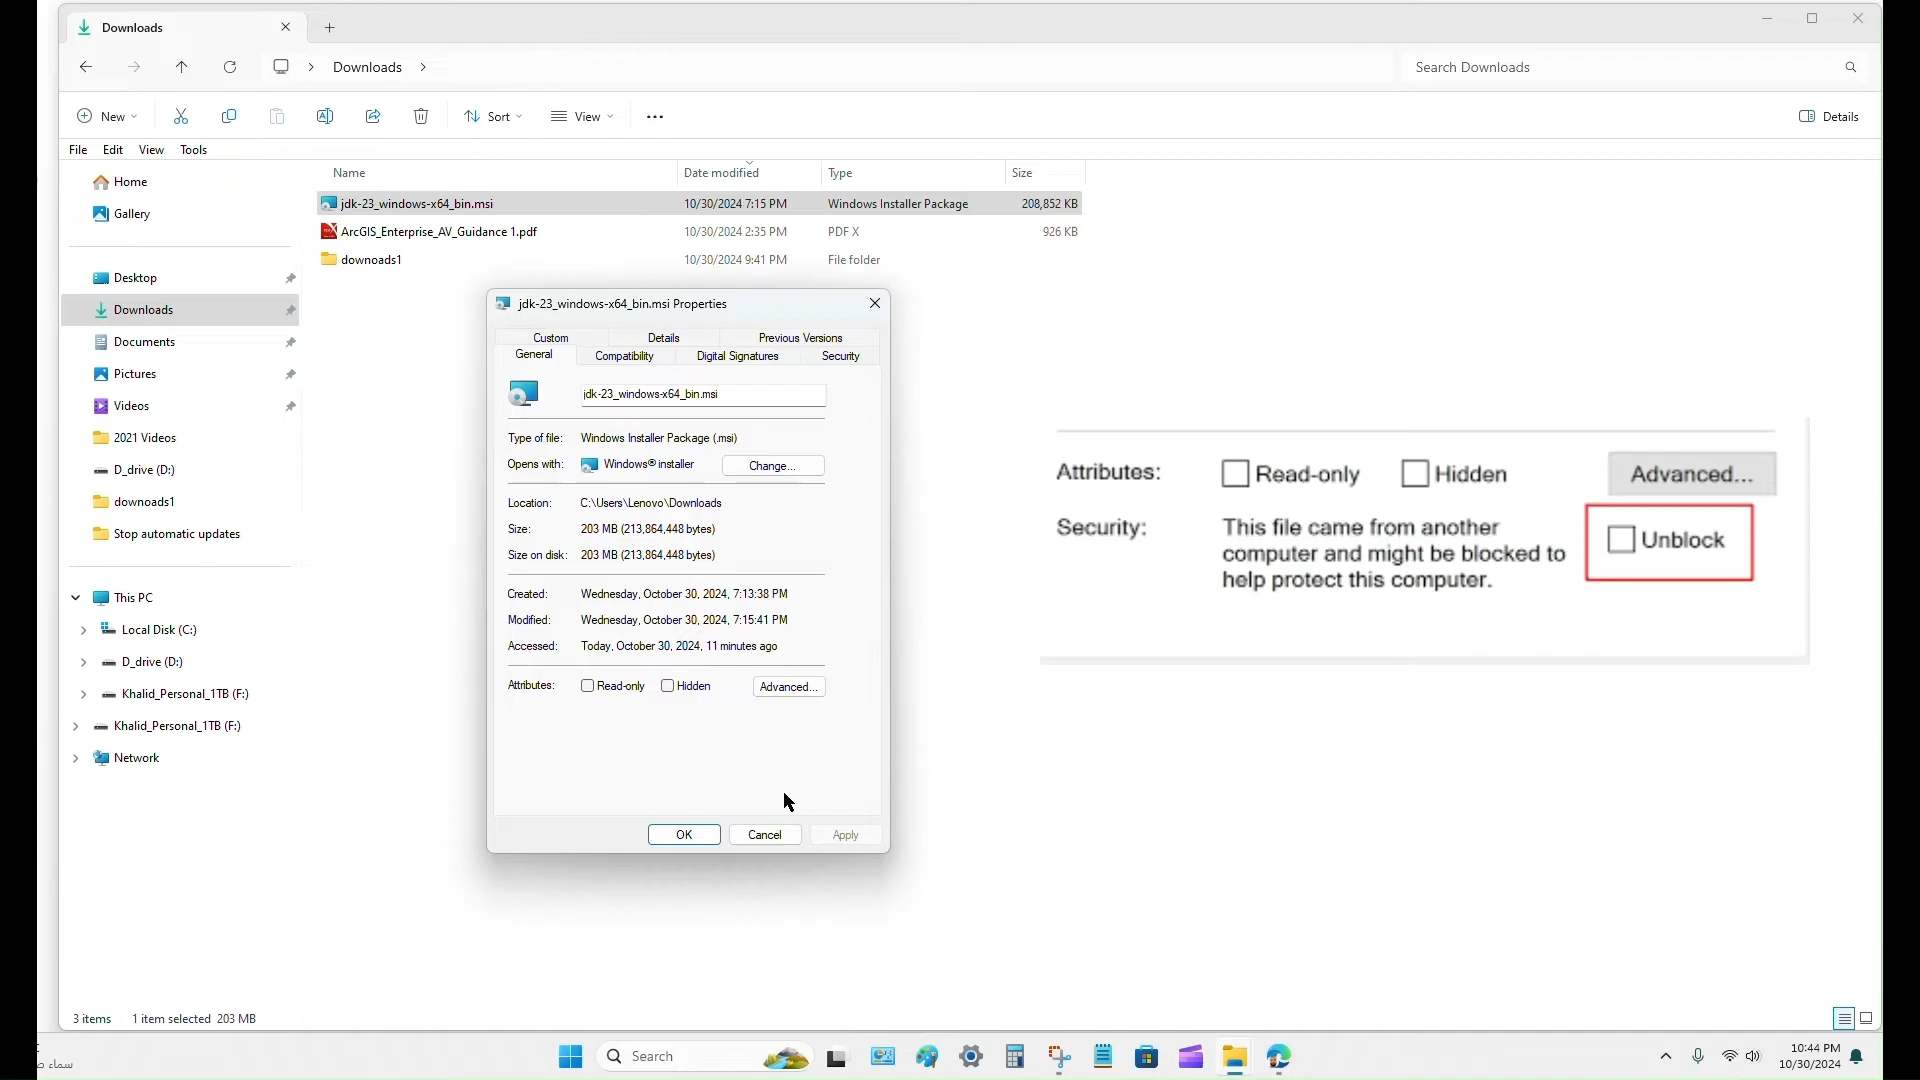 Downloads
Downloads
Search Downloads
New
Sort
View
Details
File Edit View Tools
Name Date modified Type Size
Home
Gallery
Desktop
Downloads
Documents
Pictures
Videos
2021 Videos
D_drive (D:)
downoads1
Stop automatic updates
This PC
Local Disk (C:)
D_drive (D:)
Khalid_Personal_1TB (F:)
Khalid_Personal_1TB (F:)
Network
jdk-23_windows-x64_bin.msi 10/30/2024 7:15 PM Windows Installer Package 208,852 KB
ArcGIS_Enterprise_AV_Guidance 1.pdf 10/30/2024 2:35 PM PDF X 926 KB
downoads1 10/30/2024 9:41 PM File folder
jdk-23_windows-x64_bin.msi Properties
Custom Details Previous Versions
General Compatibility Digital Signatures Security
jdk-23_windows-x64_bin.msi
Type of file: Windows Installer Package (.msi)
Opens with: Windows® installer Change...
Location: C:\Users\Lenovo\Downloads
Size: 203 MB (213,864,448 bytes)
Size on disk: 203 MB (213,864,448 bytes)
Created: Wednesday, October 30, 2024, 7:13:38 PM
Modified: Wednesday, October 30, 2024, 7:15:41 PM
Accessed: Today, October 30, 2024, 11 minutes ago
Attributes: Read-only Hidden Advanced...
OK Cancel Apply
Attributes: Read-only Hidden Advanced...
Security: This file came from another
computer and might be blocked to
help protect this computer.
Unblock
3 items 1 item selected 203 MB
Search
10:44 PM
10/30/2024